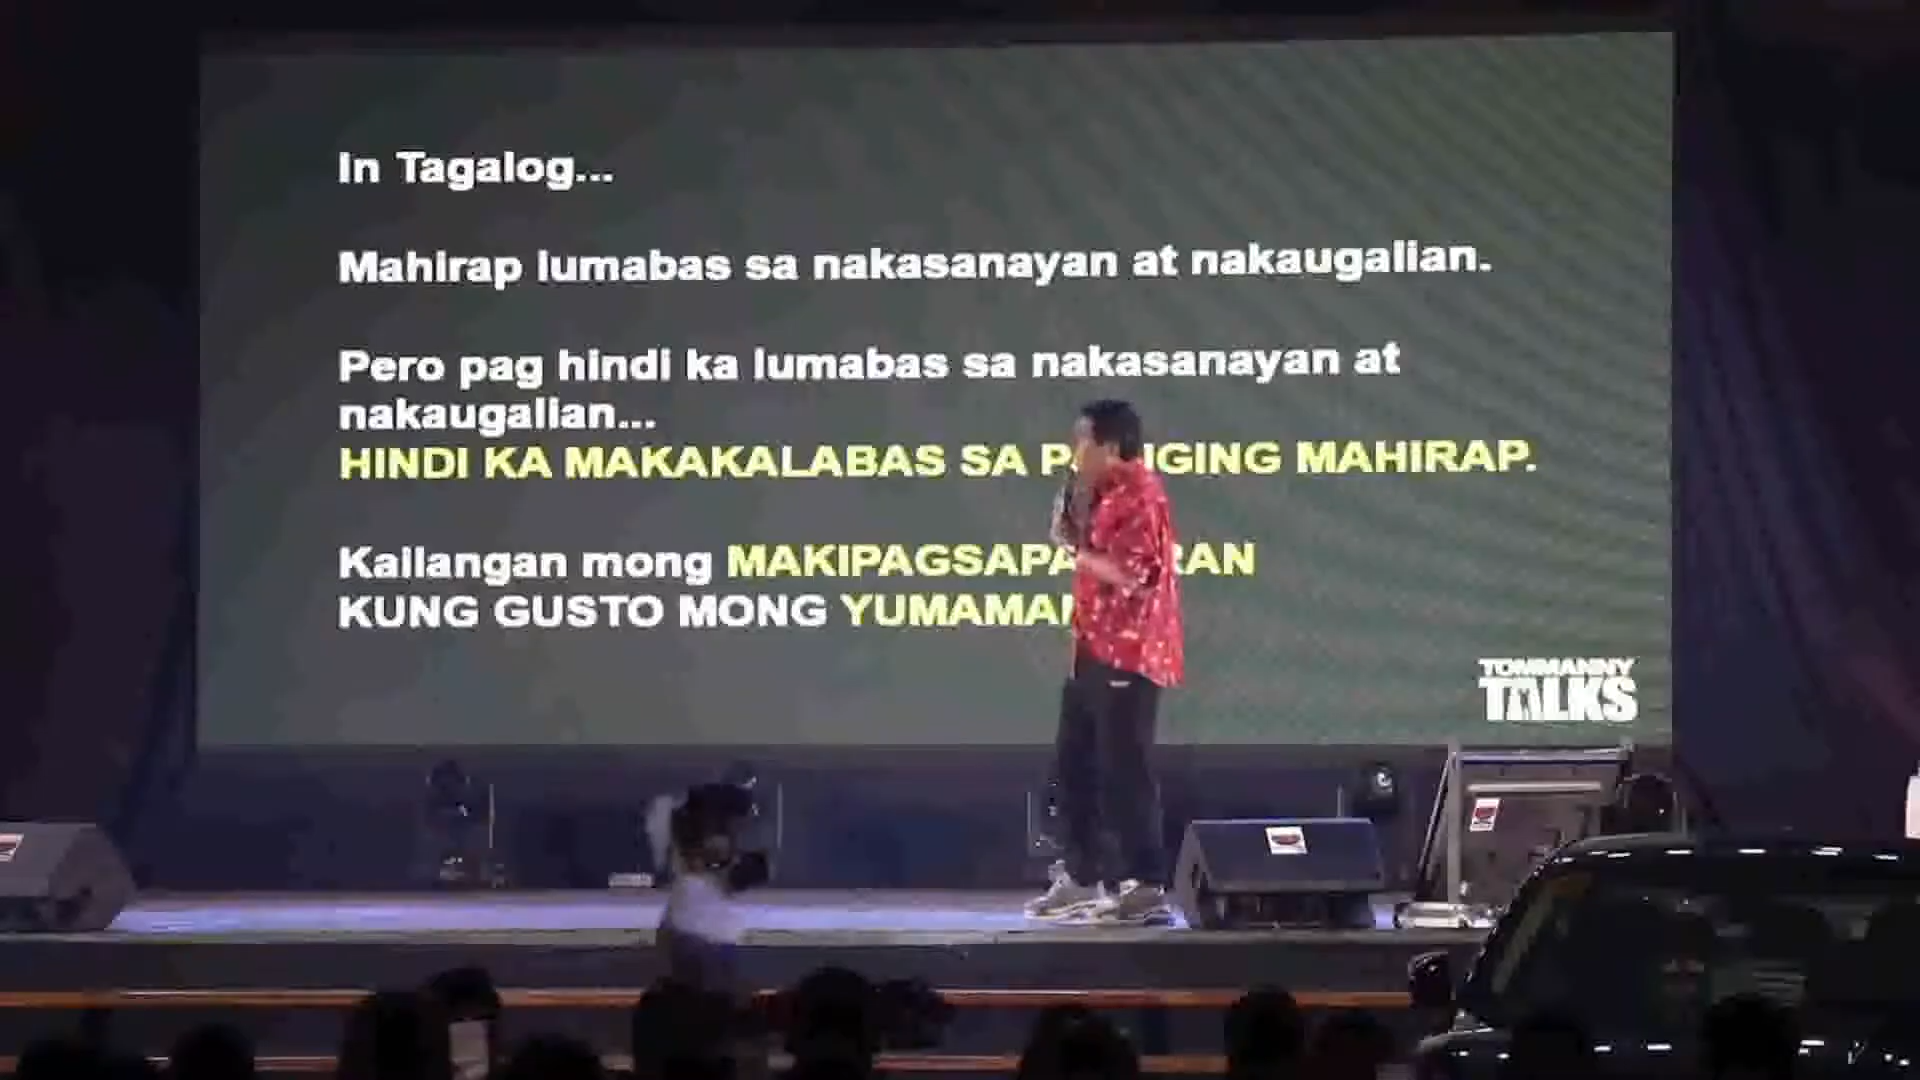 In Tagalog...
Mahirap lumabas sa nakasanayan at nakaugalian.
Pero pag hindi ka lumabas sa nakasanayan at
nakaugalian...
HINDI KA MAKAKALABAS SA MAHIRAP.
Kailangan mong
KUNG GUSTO MONG
TOMMANNY
TALKS